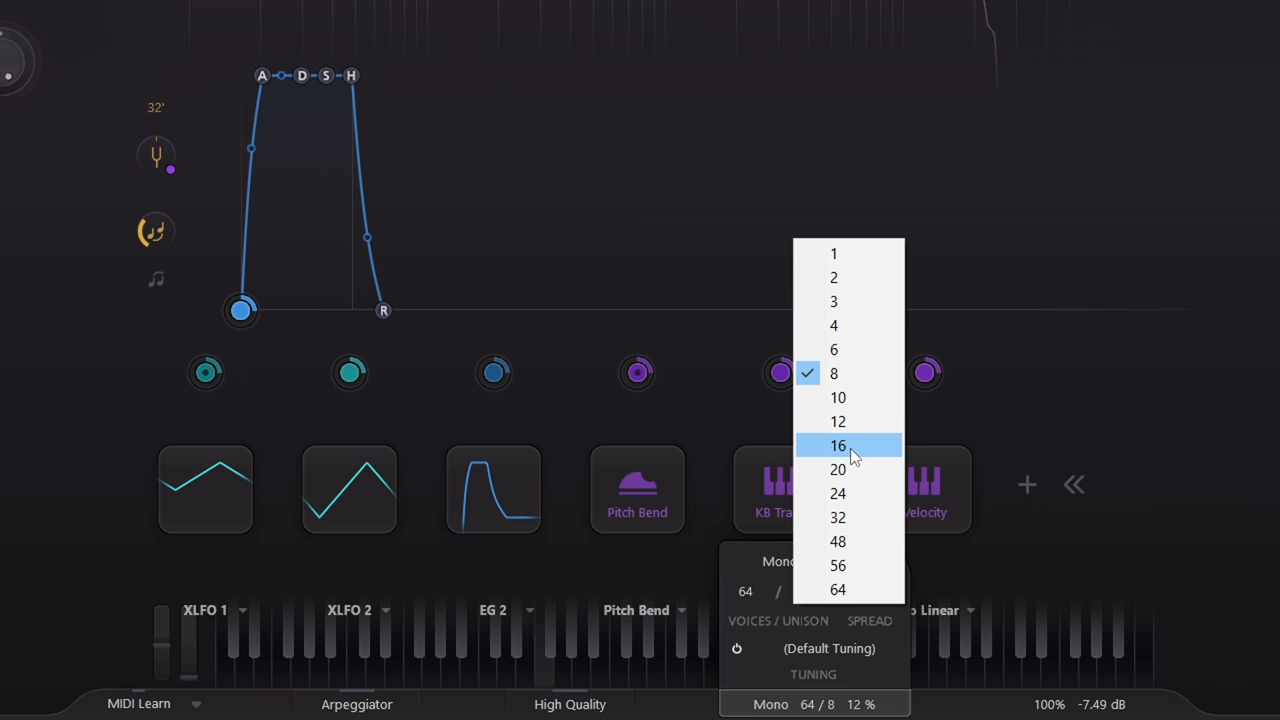 A D S H
32'
R
1
2
3
4
6
8
10
12
16
20
24
32
48
56
64
Pitch Bend
KB Tra
elocity
Mono
64 /
XLFO 1
XLFO 2
EG 2
Pitch Bend
o Linear
VOICES / UNISON SPREAD
(Default Tuning)
TUNING
MIDI Learn
Arpeggiator
High Quality
Mono 64 / 8 12 %
100% -7.49 dB